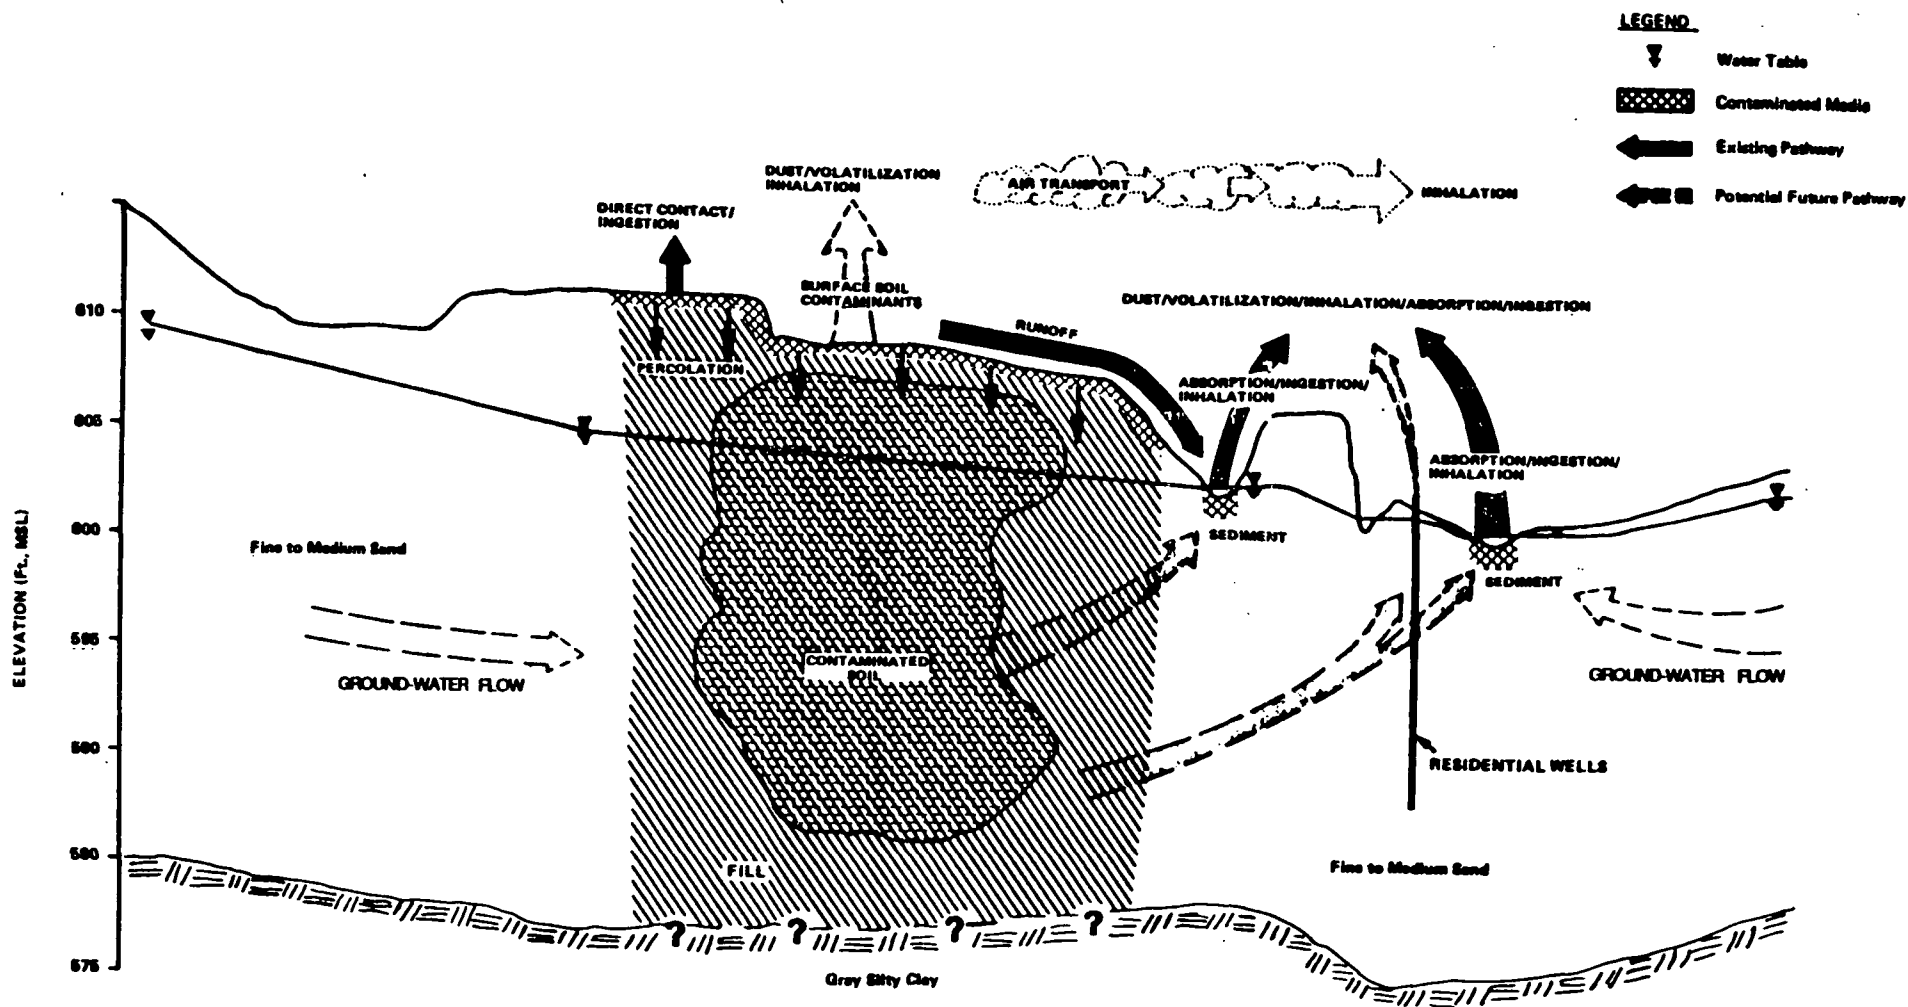 LEGEND
Water Table
Contaminated Media
Existing Pathway
Potential Future Pathway
DUST/VOLATILIZATION
INHALATION
AIR TRANSPORT
INHALATION
DIRECT CONTACT/
INGESTION
SURFACE SOIL
CONTAMINANTS
DUST/VOLATILIZATION/INHALATION/ABSORPTION/INGESTION
RUNOFF
PERCOLATION
ABSORPTION/INGESTION/
INHALATION
ABSORPTION/INGESTION/
INHALATION
SEDIMENT
SEDIMENT
Fine to Medium Sand
GROUND-WATER FLOW
CONTAMINATED
SOIL
GROUND-WATER FLOW
RESIDENTIAL WELLS
FILL
Fine to Medium Sand
? ? ? ?
Gray Silty Clay
ELEVATION (Ft., MSL)
610
605
600
595
590
580
575